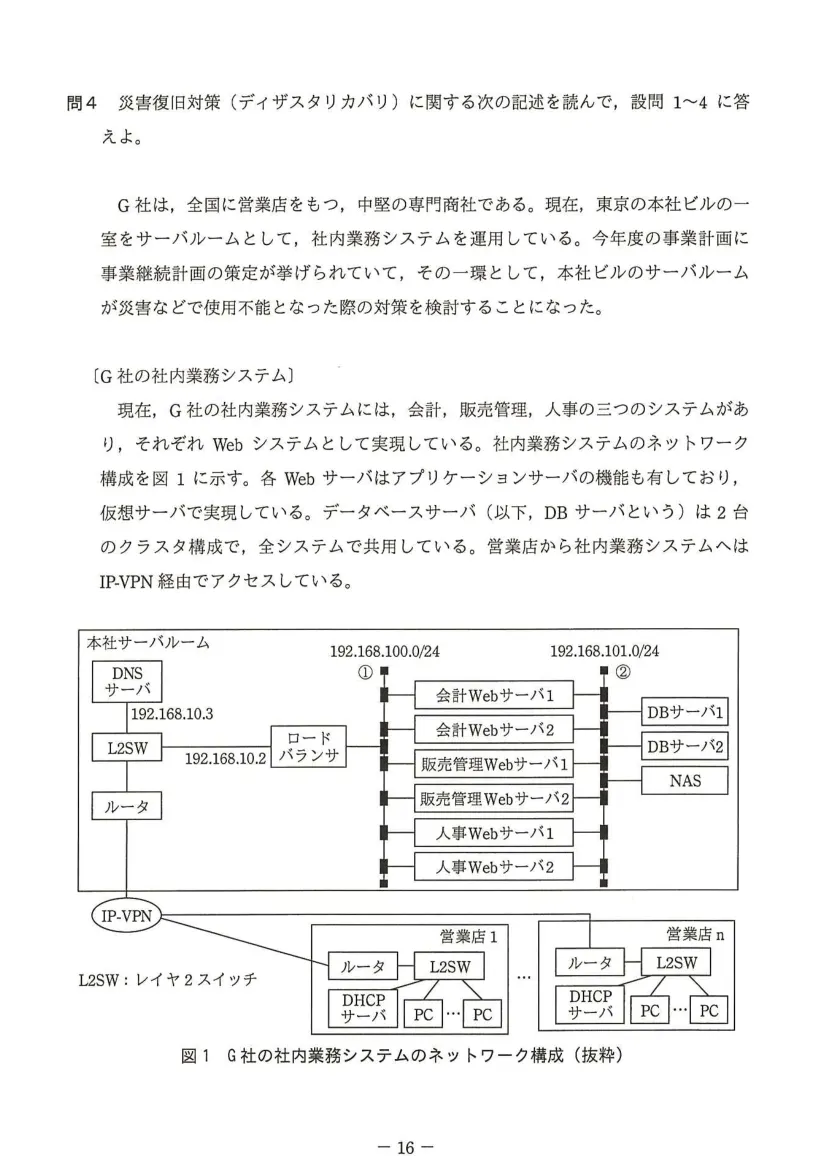 問4 災害復旧対策（ディザスタリカバリ）に関する次の記述を読んで，設問 1～4 に答
えよ。
G 社は，全国に営業店をもつ，中堅の専門商社である。現在，東京の本社ビルの一
室をサーバルームとして，社内業務システムを運用している。今年度の事業計画に
事業継続計画の策定が挙げられていて，その一環として，本社ビルのサーバルーム
が災害などで使用不能となった際の対策を検討することになった。
〔G 社の社内業務システム〕
現在，G 社の社内業務システムには，会計，販売管理，人事の三つのシステムがあ
り，それぞれ Web システムとして実現している。社内業務システムのネットワーク
構成を図 1 に示す。各 Web サーバはアプリケーションサーバの機能も有しており，
仮想サーバで実現している。データベースサーバ（以下，DB サーバという）は 2 台
のクラスタ構成で，全システムで共用している。営業店から社内業務システムへは
IP-VPN 経由でアクセスしている。
本社サーバルーム
192.168.100.0/24
192.168.101.0/24
①
②
DNS
サーバ
192.168.10.3
L2SW
192.168.10.2
ロード
バランサ
ルータ
会計Webサーバ1
会計Webサーバ2
販売管理Webサーバ1
販売管理Webサーバ2
人事Webサーバ1
人事Webサーバ2
DBサーバ1
DBサーバ2
NAS
IP-VPN
L2SW：レイヤ 2 スイッチ
営業店 1
ルータ
L2SW
DHCP
サーバ
PC … PC
…
営業店 n
ルータ
L2SW
DHCP
サーバ
PC … PC
図 1 G 社の社内業務システムのネットワーク構成（抜粋）
－ 16 －